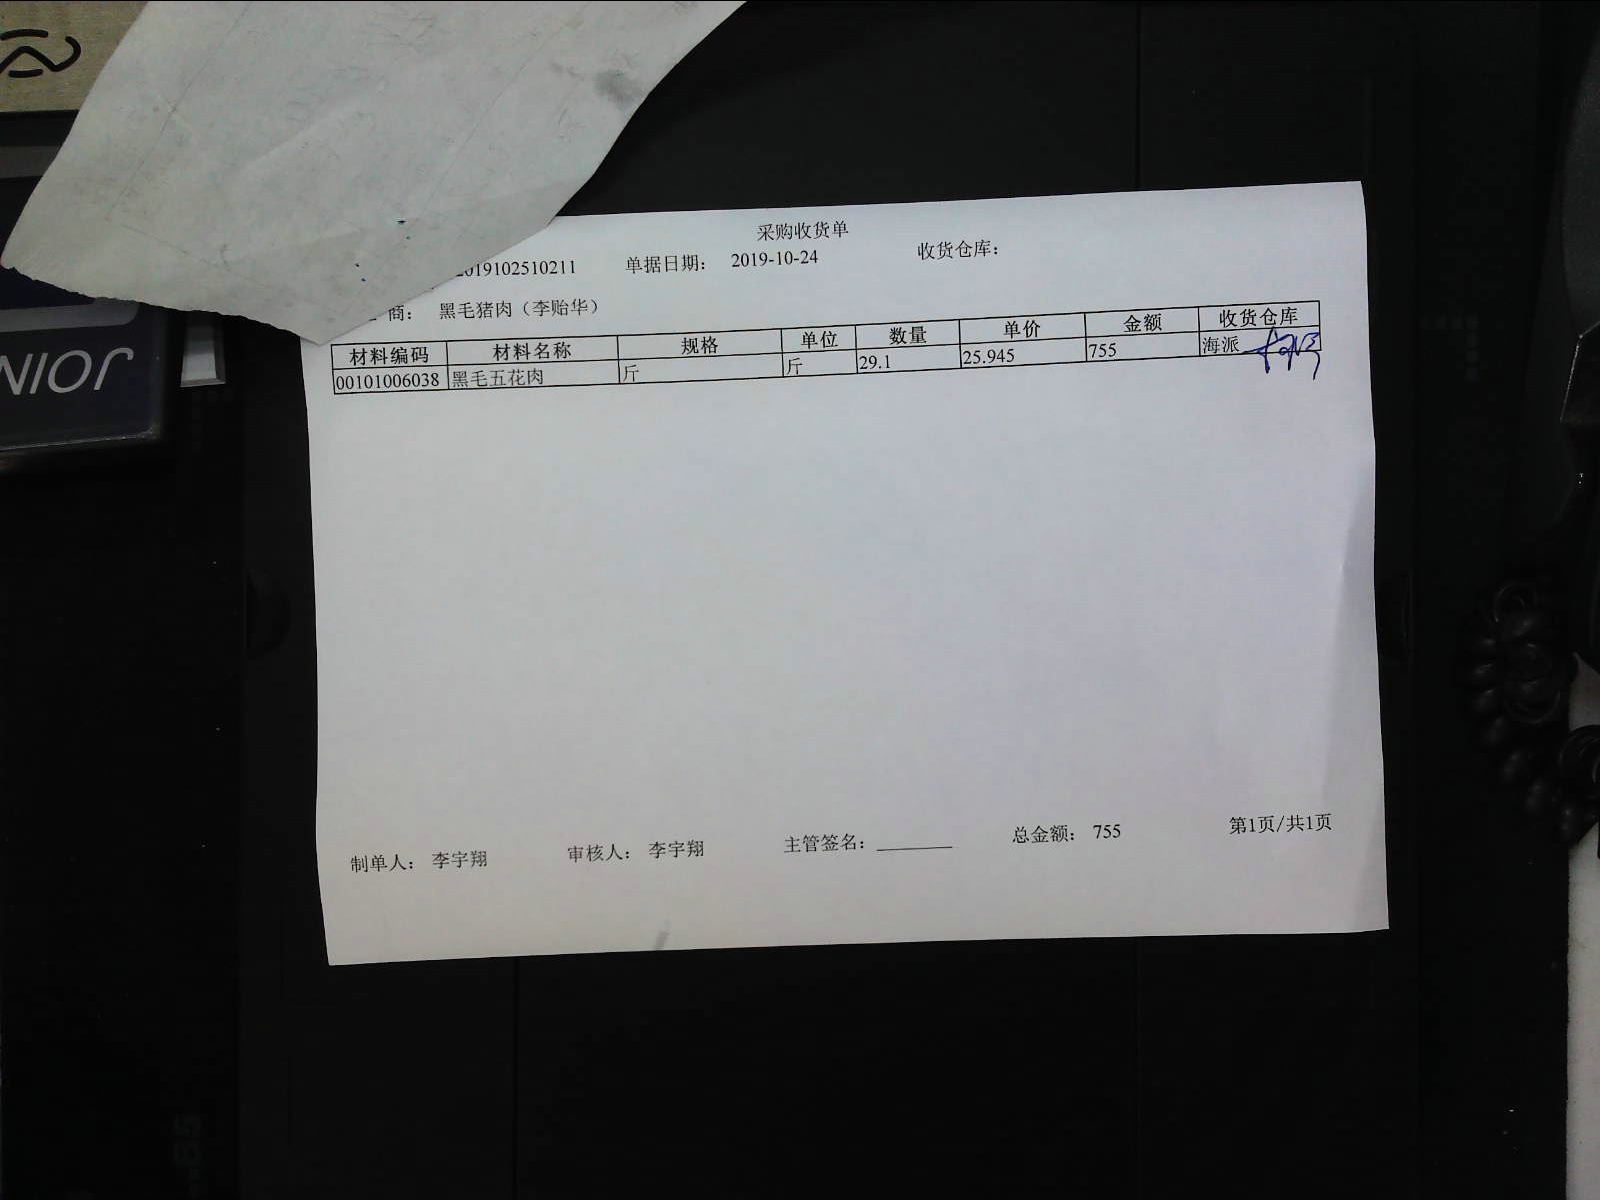 采购收货单
2019102510211 单据日期: 2019-10-24 收货仓库:
商: 黑毛猪肉（李贻华）
材料编码 材料名称 规格 单位 数量 单价 金额 收货仓库
00101006038 黑毛五花肉 斤 斤 29.1 25.945 755 海派
制单人: 李宇翔 审核人: 李宇翔 主管签名: 总金额: 755 第1页/共1页
B5